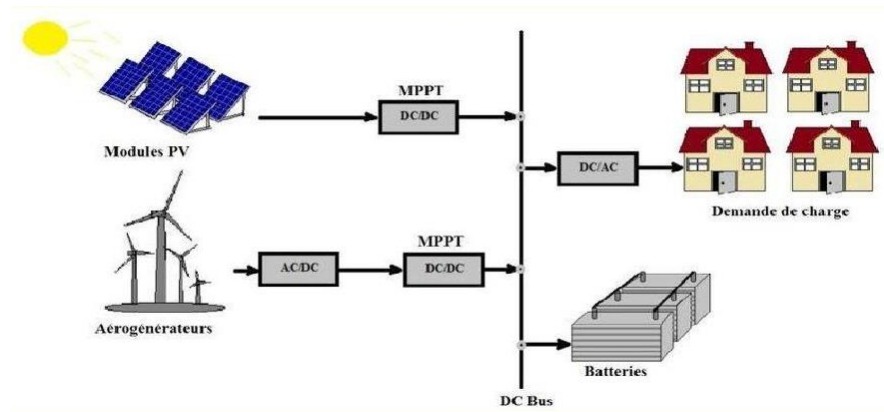 MPPT
DC/DC
Modules PV
DC/AC
Demande de charge
MPPT
AC/DC
DC/DC
Aérogénérateurs
Batteries
DC Bus